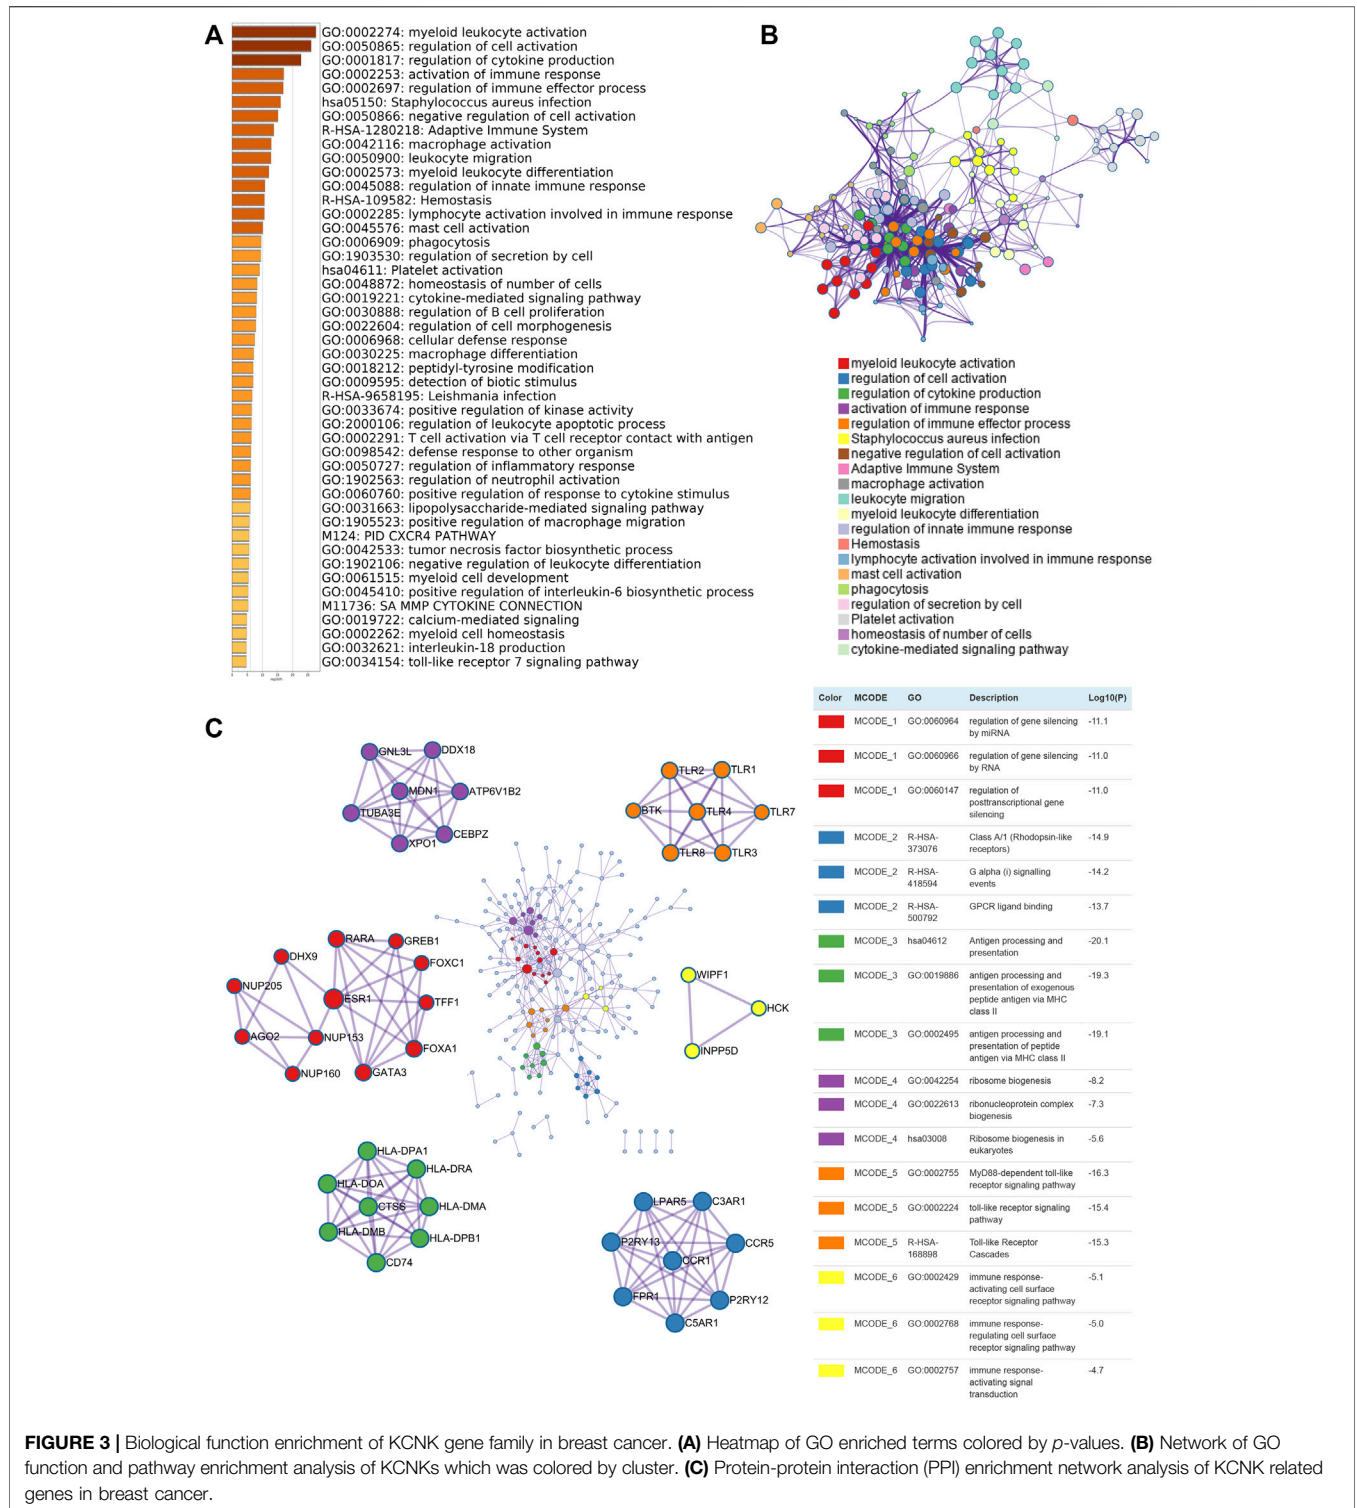 A
GO:0002274: myeloid leukocyte activation
GO:0050865: regulation of cell activation
GO:0001817: regulation of cytokine production
GO:0002253: activation of immune response
GO:0002697: regulation of immune effector process
hsa05150: Staphylococcus aureus infection
GO:0050866: negative regulation of cell activation
R-HSA-1280218: Adaptive Immune System
GO:0042116: macrophage activation
GO:0050900: leukocyte migration
GO:0002573: myeloid leukocyte differentiation
GO:0045088: regulation of innate immune response
R-HSA-109582: Hemostasis
GO:0002285: lymphocyte activation involved in immune response
GO:0045576: mast cell activation
GO:0006909: phagocytosis
GO:1903530: regulation of secretion by cell
hsa04611: Platelet activation
GO:0048872: homeostasis of number of cells
GO:0019221: cytokine-mediated signaling pathway
GO:0030888: regulation of B cell proliferation
GO:0022604: regulation of cell morphogenesis
GO:0006968: cellular defense response
GO:0030225: macrophage differentiation
GO:0018212: peptidyl-tyrosine modification
GO:0009595: detection of biotic stimulus
R-HSA-9658195: Leishmania infection
GO:0033674: positive regulation of kinase activity
GO:2000106: regulation of leukocyte apoptotic process
GO:0002291: T cell activation via T cell receptor contact with antigen
GO:0098542: defense response to other organism
GO:0050727: regulation of inflammatory response
GO:1902563: regulation of neutrophil activation
GO:0060760: positive regulation of response to cytokine stimulus
GO:0031663: lipopolysaccharide-mediated signaling pathway
GO:1905523: positive regulation of macrophage migration
M124: PID CXCR4 PATHWAY
GO:0042533: tumor necrosis factor biosynthetic process
GO:1902106: negative regulation of leukocyte differentiation
GO:0061515: myeloid cell development
GO:0045410: positive regulation of interleukin-6 biosynthetic process
M11736: SA MMP CYTOKINE CONNECTION
GO:0019722: calcium-mediated signaling
GO:0002262: myeloid cell homeostasis
GO:0032621: interleukin-18 production
GO:0034154: toll-like receptor 7 signaling pathway
B
myeloid leukocyte activation
regulation of cell activation
regulation of cytokine production
activation of immune response
regulation of immune effector process
Staphylococcus aureus infection
negative regulation of cell activation
Adaptive Immune System
macrophage activation
leukocyte migration
myeloid leukocyte differentiation
regulation of innate immune response
Hemostasis
lymphocyte activation involved in immune response
mast cell activation
phagocytosis
regulation of secretion by cell
Platelet activation
homeostasis of number of cells
cytokine-mediated signaling pathway
C
GNL3L
DDX18
MDN1
ATP6V1B2
TUBA3E
CEBPZ
XPO1
TLR2
TLR1
BTK
TLR4
TLR7
TLR8
TLR3
RARA
GREB1
DHX9
FOXC1
NUP205
ESR1
TFF1
AGO2
NUP153
FOXA1
NUP160
GATA3
WIPF1
HCK
INPP5D
HLA-DPA1
HLA-DRA
HLA-DOA
CTSS
HLA-DMA
HLA-DMB
HLA-DPB1
CD74
LPAR5
C3AR1
P2RY13
CCR5
CCR1
FPR1
P2RY12
C5AR1
Color MCODE GO Description Log10(P)
MCODE_1 GO:0060964 regulation of gene silencing -11.1
by miRNA
MCODE_1 GO:0060966 regulation of gene silencing -11.0
by RNA
MCODE_1 GO:0060147 regulation of -11.0
posttranscriptional gene
silencing
MCODE_2 R-HSA- Class A/1 (Rhodopsin-like -14.9
373076 receptors)
MCODE_2 R-HSA- G alpha (i) signalling -14.2
418594 events
MCODE_2 R-HSA- GPCR ligand binding -13.7
500792
MCODE_3 hsa04612 Antigen processing and -20.1
presentation
MCODE_3 GO:0019886 antigen processing and -19.3
presentation of exogenous
peptide antigen via MHC
class II
MCODE_3 GO:0002495 antigen processing and -19.1
presentation of peptide
antigen via MHC class II
MCODE_4 GO:0042254 ribosome biogenesis -8.2
MCODE_4 GO:0022613 ribonucleoprotein complex -7.3
biogenesis
MCODE_4 hsa03008 Ribosome biogenesis in -5.6
eukaryotes
MCODE_5 GO:0002755 MyD88-dependent toll-like -16.3
receptor signaling pathway
MCODE_5 GO:0002224 toll-like receptor signaling -15.4
pathway
MCODE_5 R-HSA- Toll-like Receptor -15.3
168898 Cascades
MCODE_6 GO:0002429 immune response- -5.1
activating cell surface
receptor signaling pathway
MCODE_6 GO:0002768 immune response- -5.0
regulating cell surface
receptor signaling pathway
MCODE_6 GO:0002757 immune response- -4.7
activating signal
transduction
FIGURE 3 | Biological function enrichment of KCNK gene family in breast cancer. (A) Heatmap of GO enriched terms colored by p-values. (B) Network of GO
function and pathway enrichment analysis of KCNKs which was colored by cluster. (C) Protein-protein interaction (PPI) enrichment network analysis of KCNK related
genes in breast cancer.